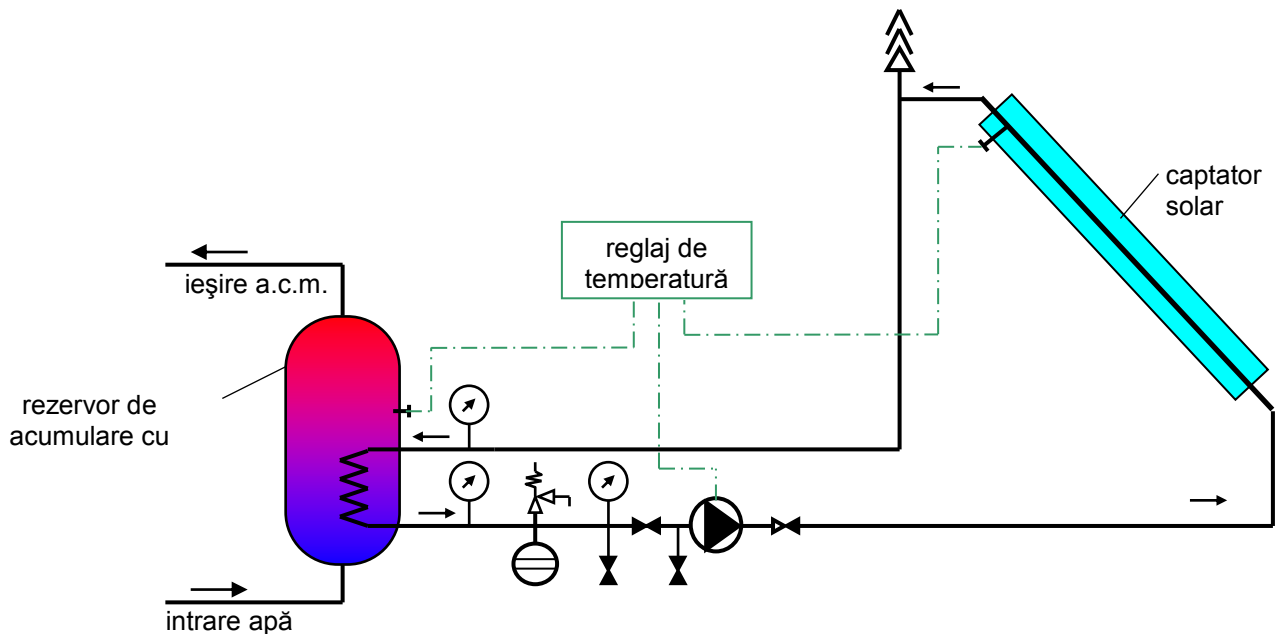 captator
solar
reglaj de
temperatură
ieşire a.c.m.
rezervor de
acumulare cu
intrare apă